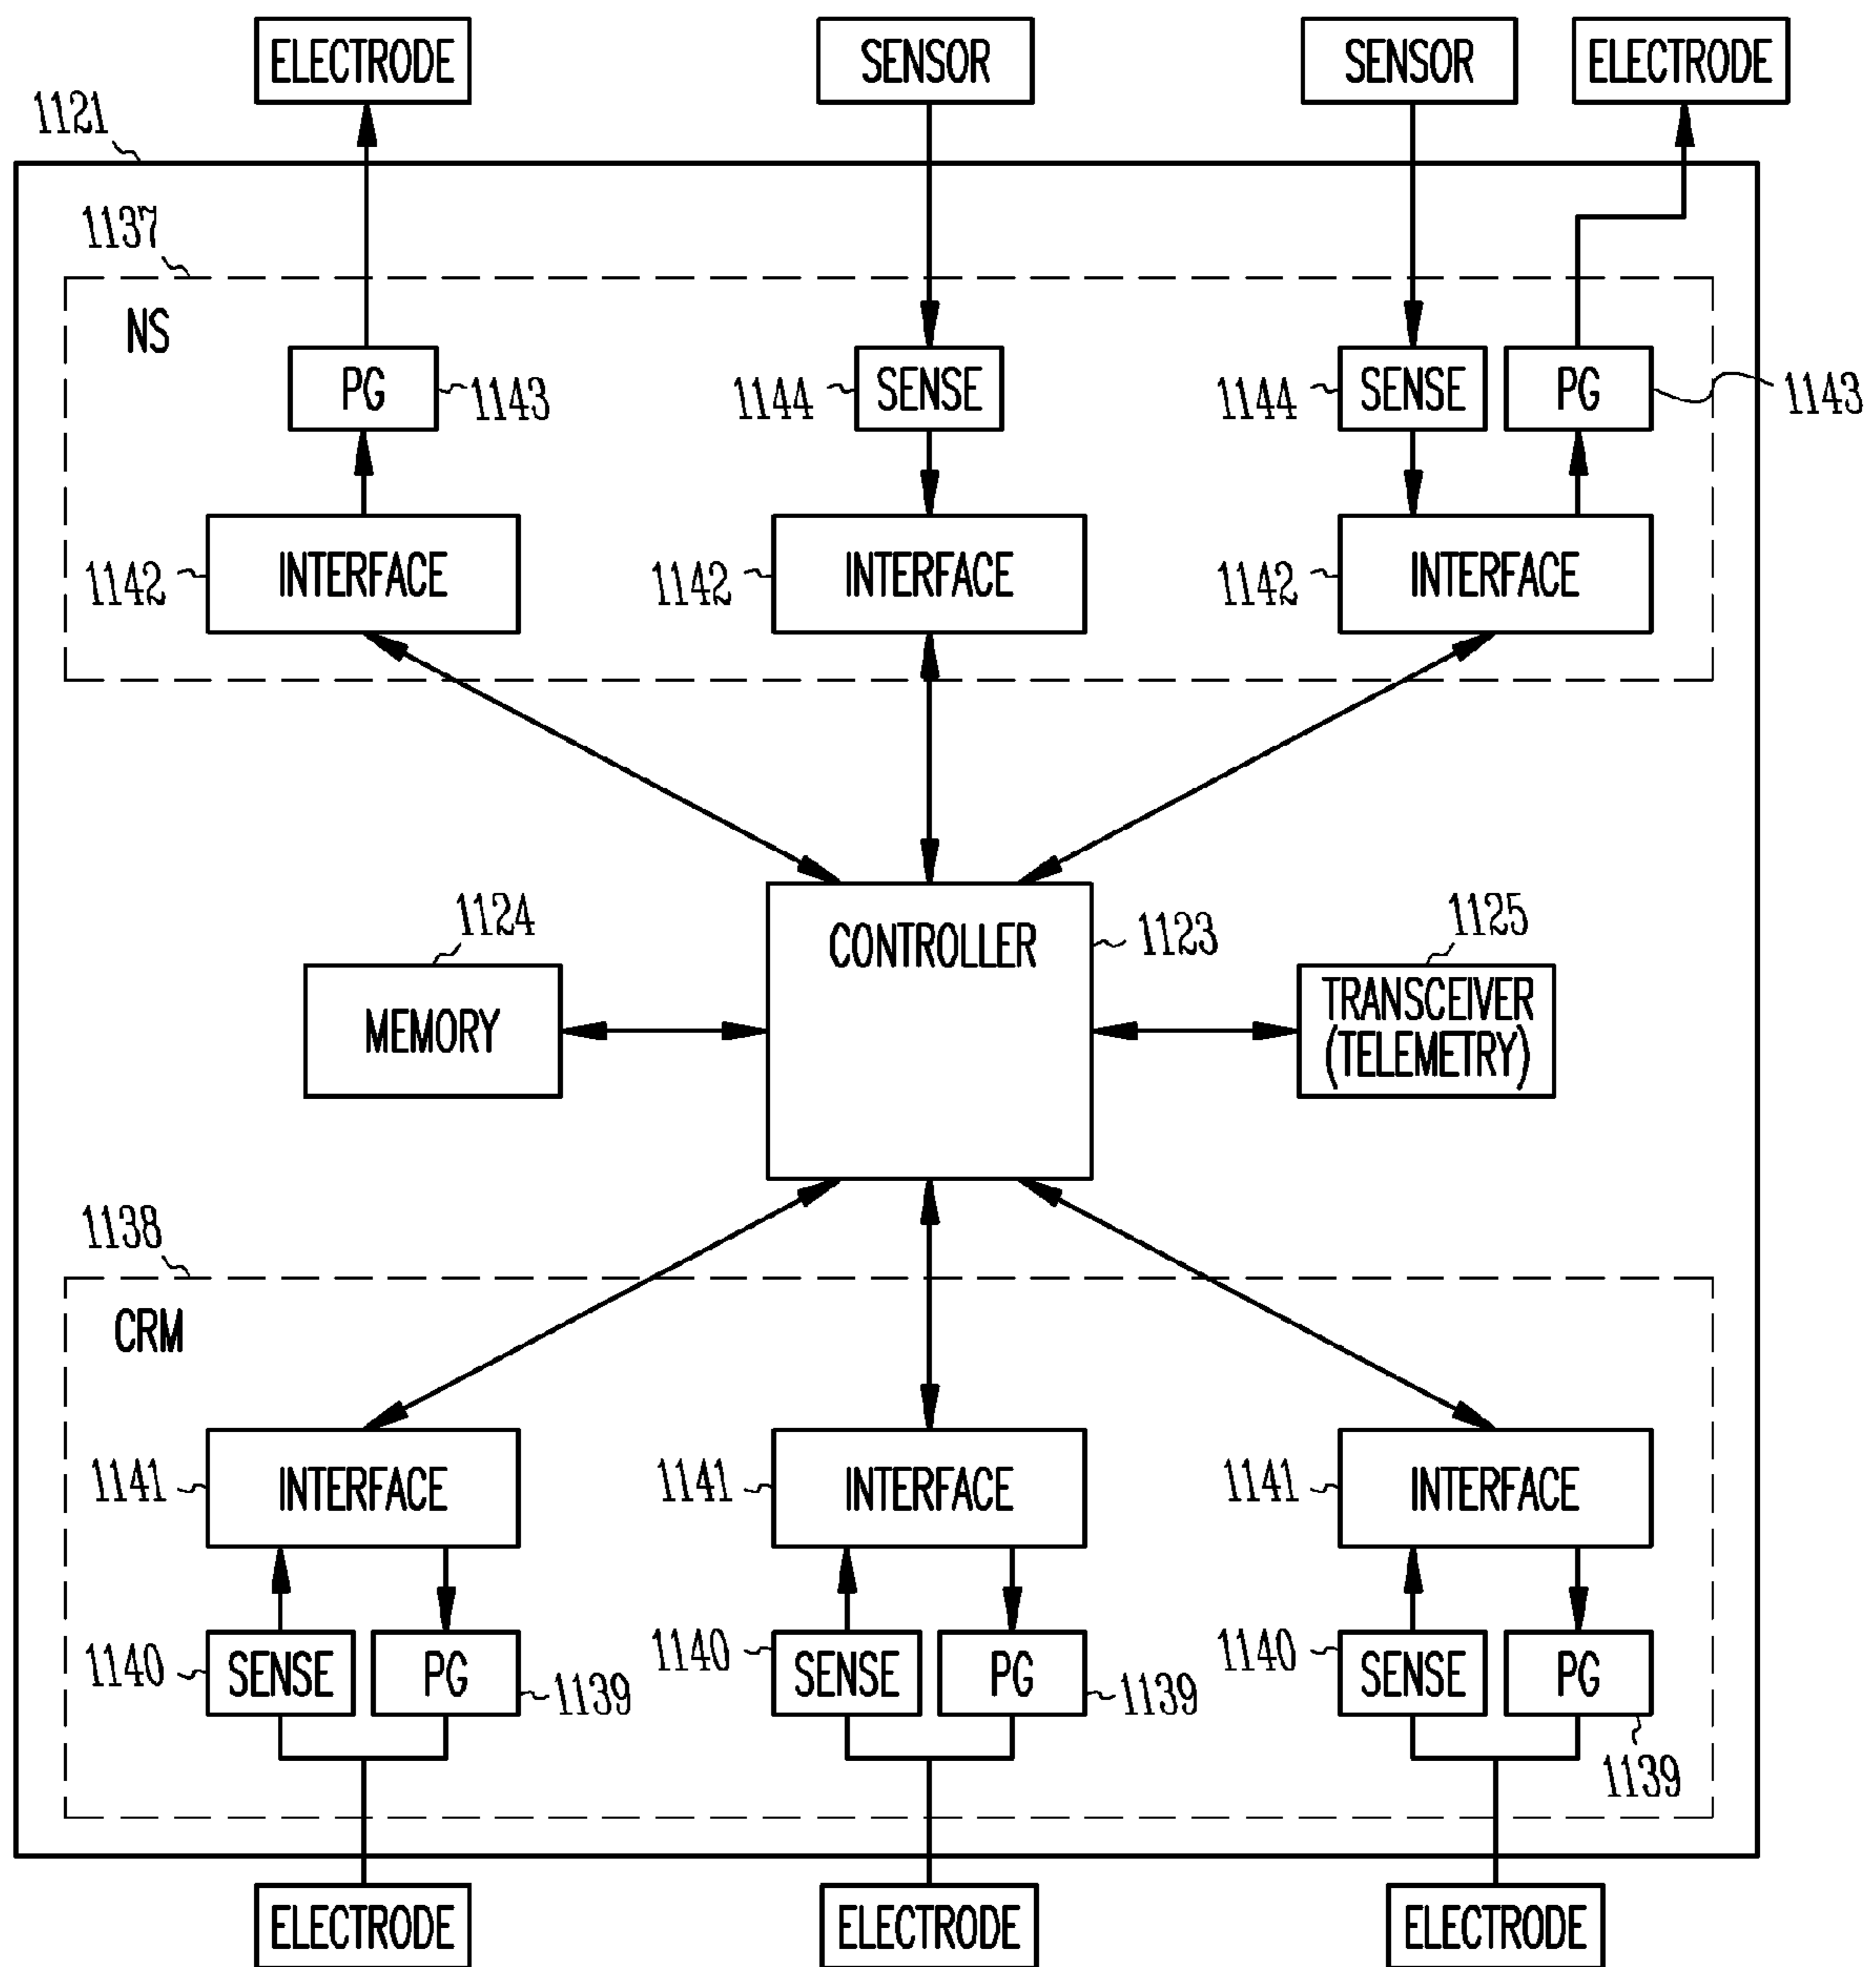 ELECTRODE
SENSOR
SENSOR
ELECTRODE
1121
1137
NS
PG
1143
1144
SENSE
1144
SENSE
PG
1143
1142
INTERFACE
1142
INTERFACE
1142
INTERFACE
1124
MEMORY
CONTROLLER
1123
1125
TRANSCEIVER
(TELEMETRY)
1138
CRM
1141
INTERFACE
1141
INTERFACE
1141
INTERFACE
1140
SENSE
PG
1139
1140
SENSE
PG
1139
1140
SENSE
PG
1139
ELECTRODE
ELECTRODE
ELECTRODE